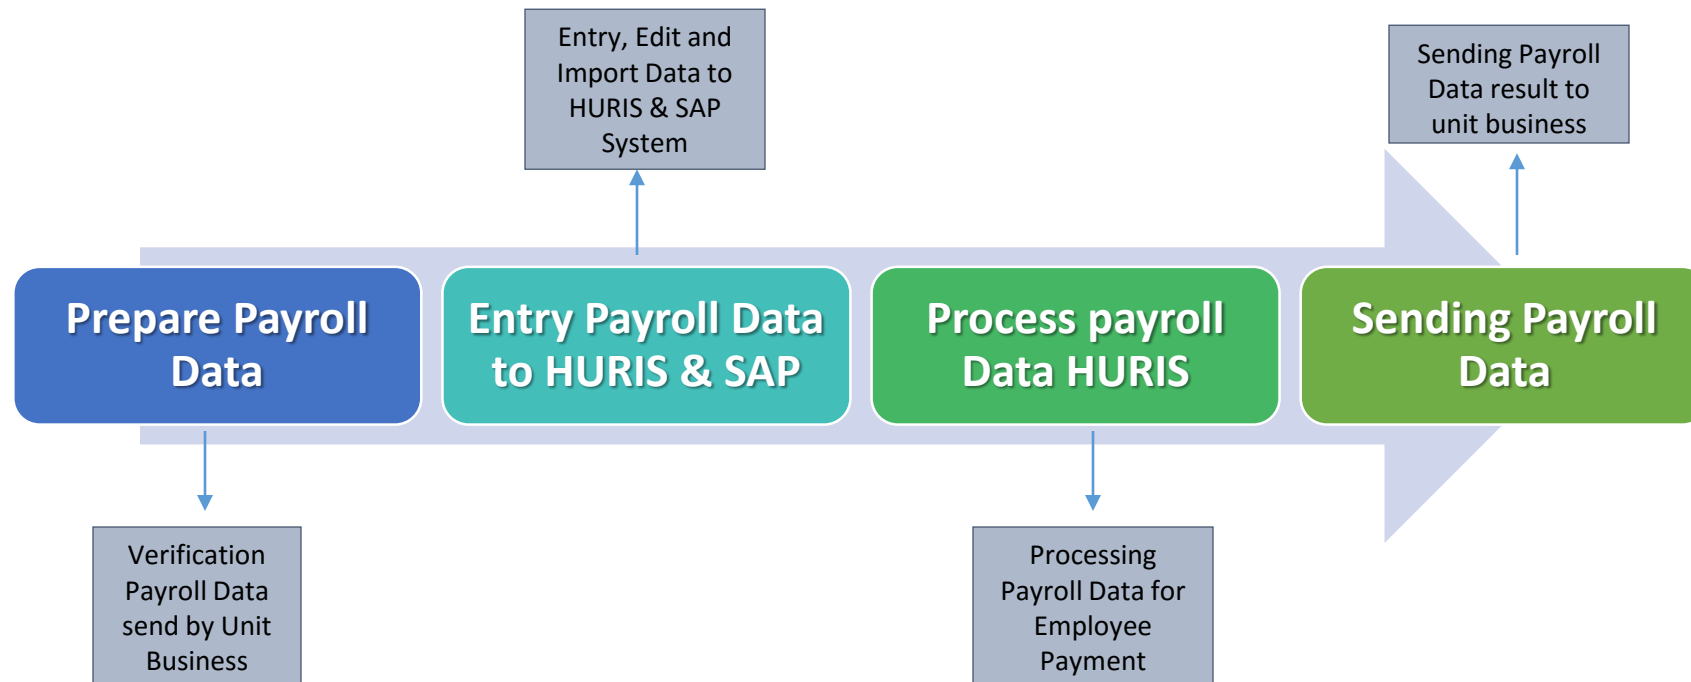 Entry, Edit and
Import Data to
HURIS & SAP
System
Sending Payroll
Data result to
unit business
Prepare Payroll
Data
Entry Payroll Data
to HURIS & SAP
Process payroll
Data HURIS
Sending Payroll
Data
Verification
Payroll Data
send by Unit
Business
Processing
Payroll Data for
Employee
Payment